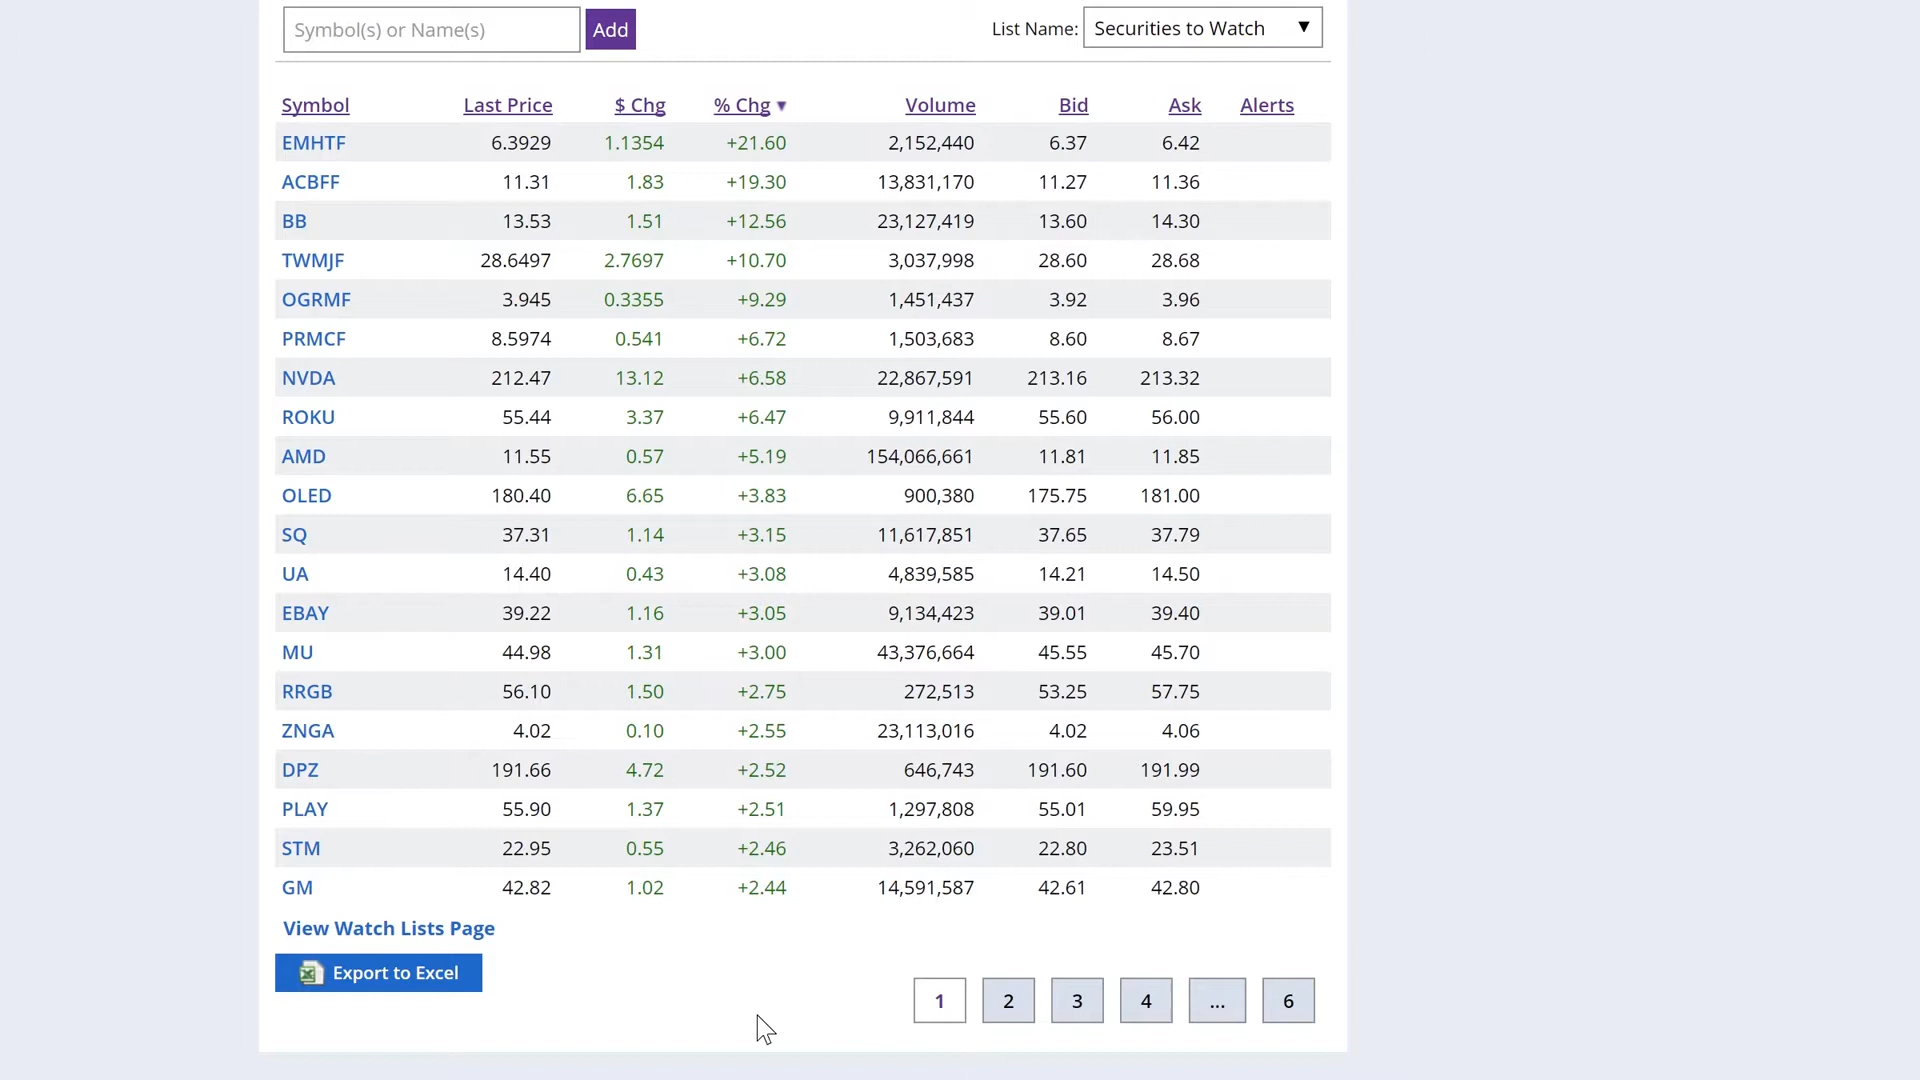 Symbol(s) or Name(s) Add List Name: Securities to Watch ▼
Symbol Last Price $ Chg % Chg ▼ Volume Bid Ask Alerts
EMHTF 6.3929 1.1354 +21.60 2,152,440 6.37 6.42
ACBFF 11.31 1.83 +19.30 13,831,170 11.27 11.36
BB 13.53 1.51 +12.56 23,127,419 13.60 14.30
TWMJF 28.6497 2.7697 +10.70 3,037,998 28.60 28.68
OGRMF 3.945 0.3355 +9.29 1,451,437 3.92 3.96
PRMCF 8.5974 0.541 +6.72 1,503,683 8.60 8.67
NVDA 212.47 13.12 +6.58 22,867,591 213.16 213.32
ROKU 55.44 3.37 +6.47 9,911,844 55.60 56.00
AMD 11.55 0.57 +5.19 154,066,661 11.81 11.85
OLED 180.40 6.65 +3.83 900,380 175.75 181.00
SQ 37.31 1.14 +3.15 11,617,851 37.65 37.79
UA 14.40 0.43 +3.08 4,839,585 14.21 14.50
EBAY 39.22 1.16 +3.05 9,134,423 39.01 39.40
MU 44.98 1.31 +3.00 43,376,664 45.55 45.70
RRGB 56.10 1.50 +2.75 272,513 53.25 57.75
ZNGA 4.02 0.10 +2.55 23,113,016 4.02 4.06
DPZ 191.66 4.72 +2.52 646,743 191.60 191.99
PLAY 55.90 1.37 +2.51 1,297,808 55.01 59.95
STM 22.95 0.55 +2.46 3,262,060 22.80 23.51
GM 42.82 1.02 +2.44 14,591,587 42.61 42.80
View Watch Lists Page
Export to Excel
1 2 3 4 ... 6